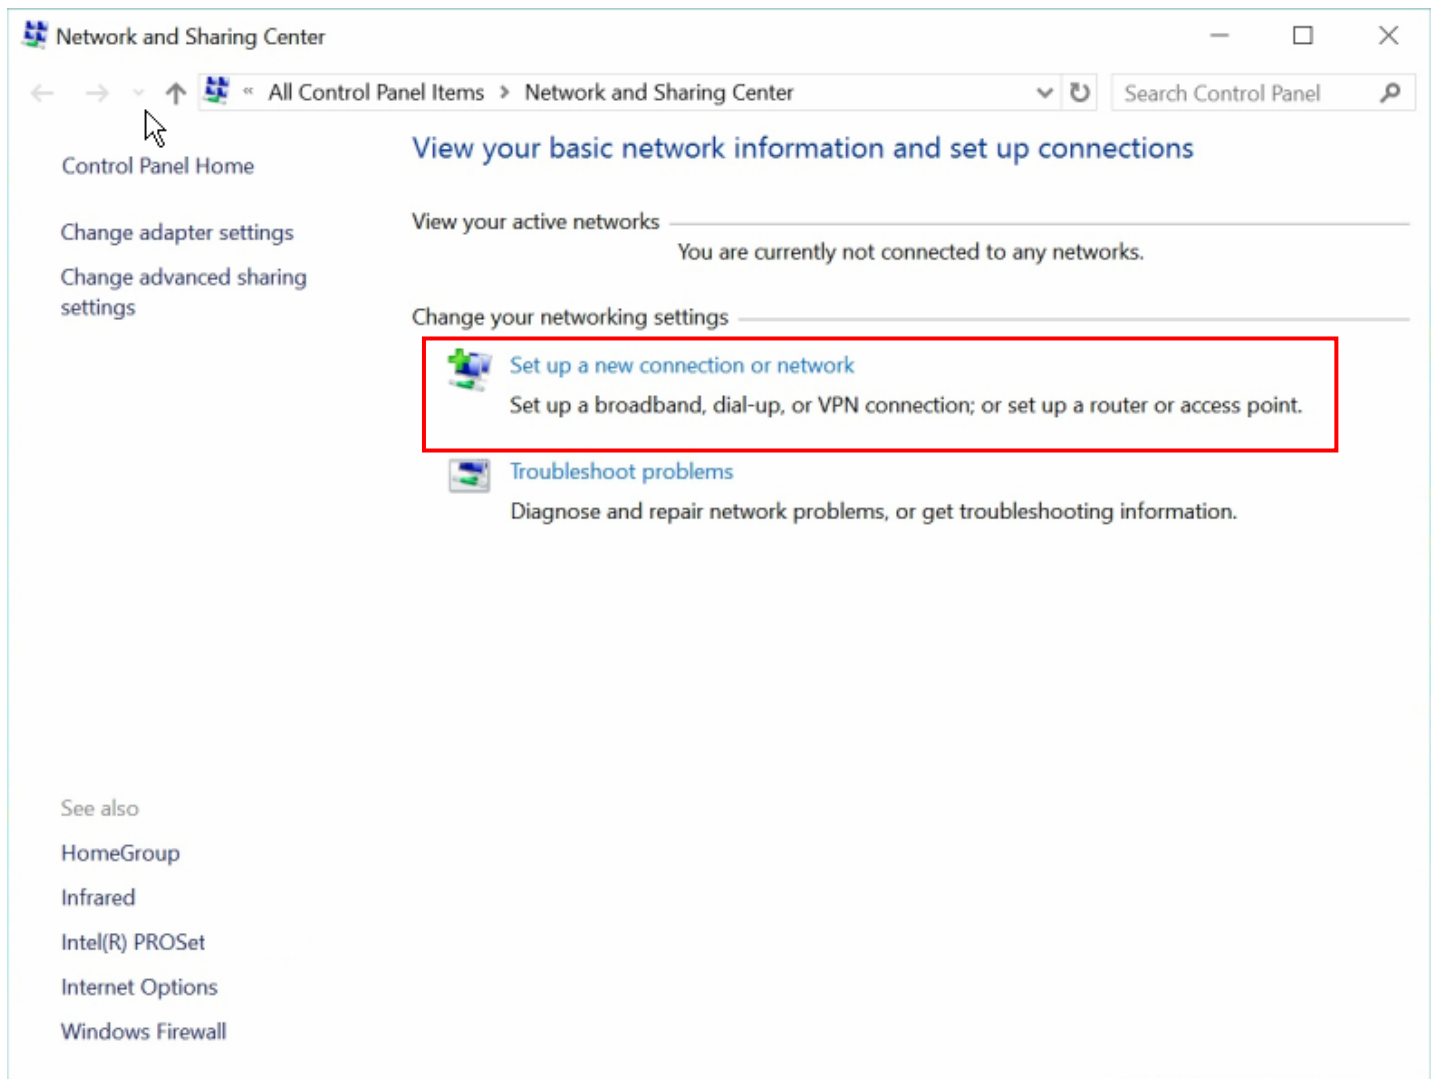 Network and Sharing Center
« All Control Panel Items > Network and Sharing Center
Search Control Panel
Control Panel Home
Change adapter settings
Change advanced sharing
settings
View your basic network information and set up connections
View your active networks
You are currently not connected to any networks.
Change your networking settings
Set up a new connection or network
Set up a broadband, dial-up, or VPN connection; or set up a router or access point.
Troubleshoot problems
Diagnose and repair network problems, or get troubleshooting information.
See also
HomeGroup
Infrared
Intel(R) PROSet
Internet Options
Windows Firewall